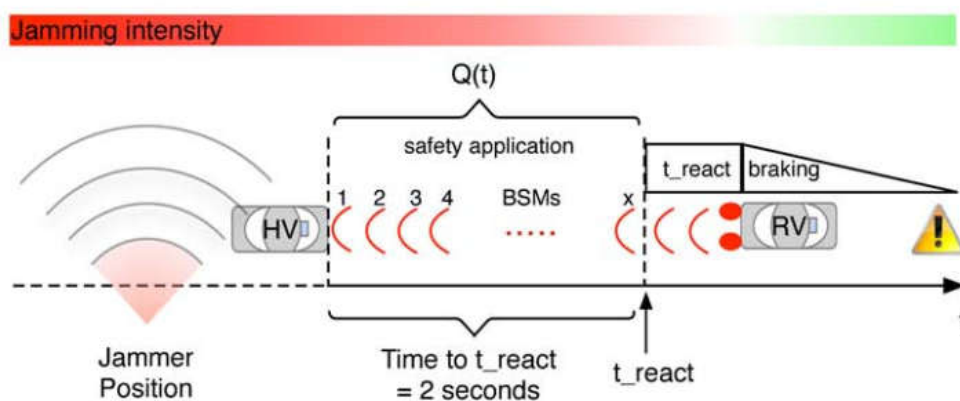 Jamming intensity
Q(t)
safety application
t_react braking
1 2 3 4 BSMs x
.....
HV
RV
!
Time to t_react
= 2 seconds
t_react
Jammer
Position